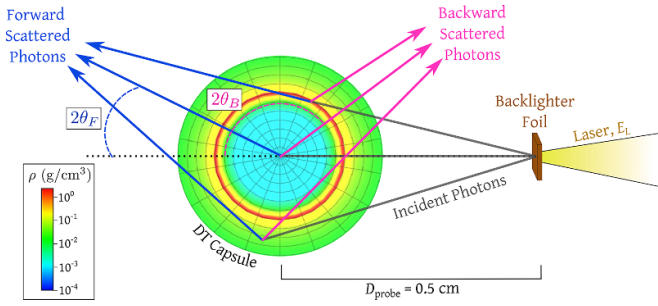 Forward
Scattered
Photons
Backward
Scattered
Photons
2θ_B
2θ_F
Backlighter
Foil
Laser, E_L
Incident Photons
ρ (g/cm³)
10⁰
10⁻¹
10⁻²
10⁻³
10⁻⁴
DT Capsule
D_probe = 0.5 cm